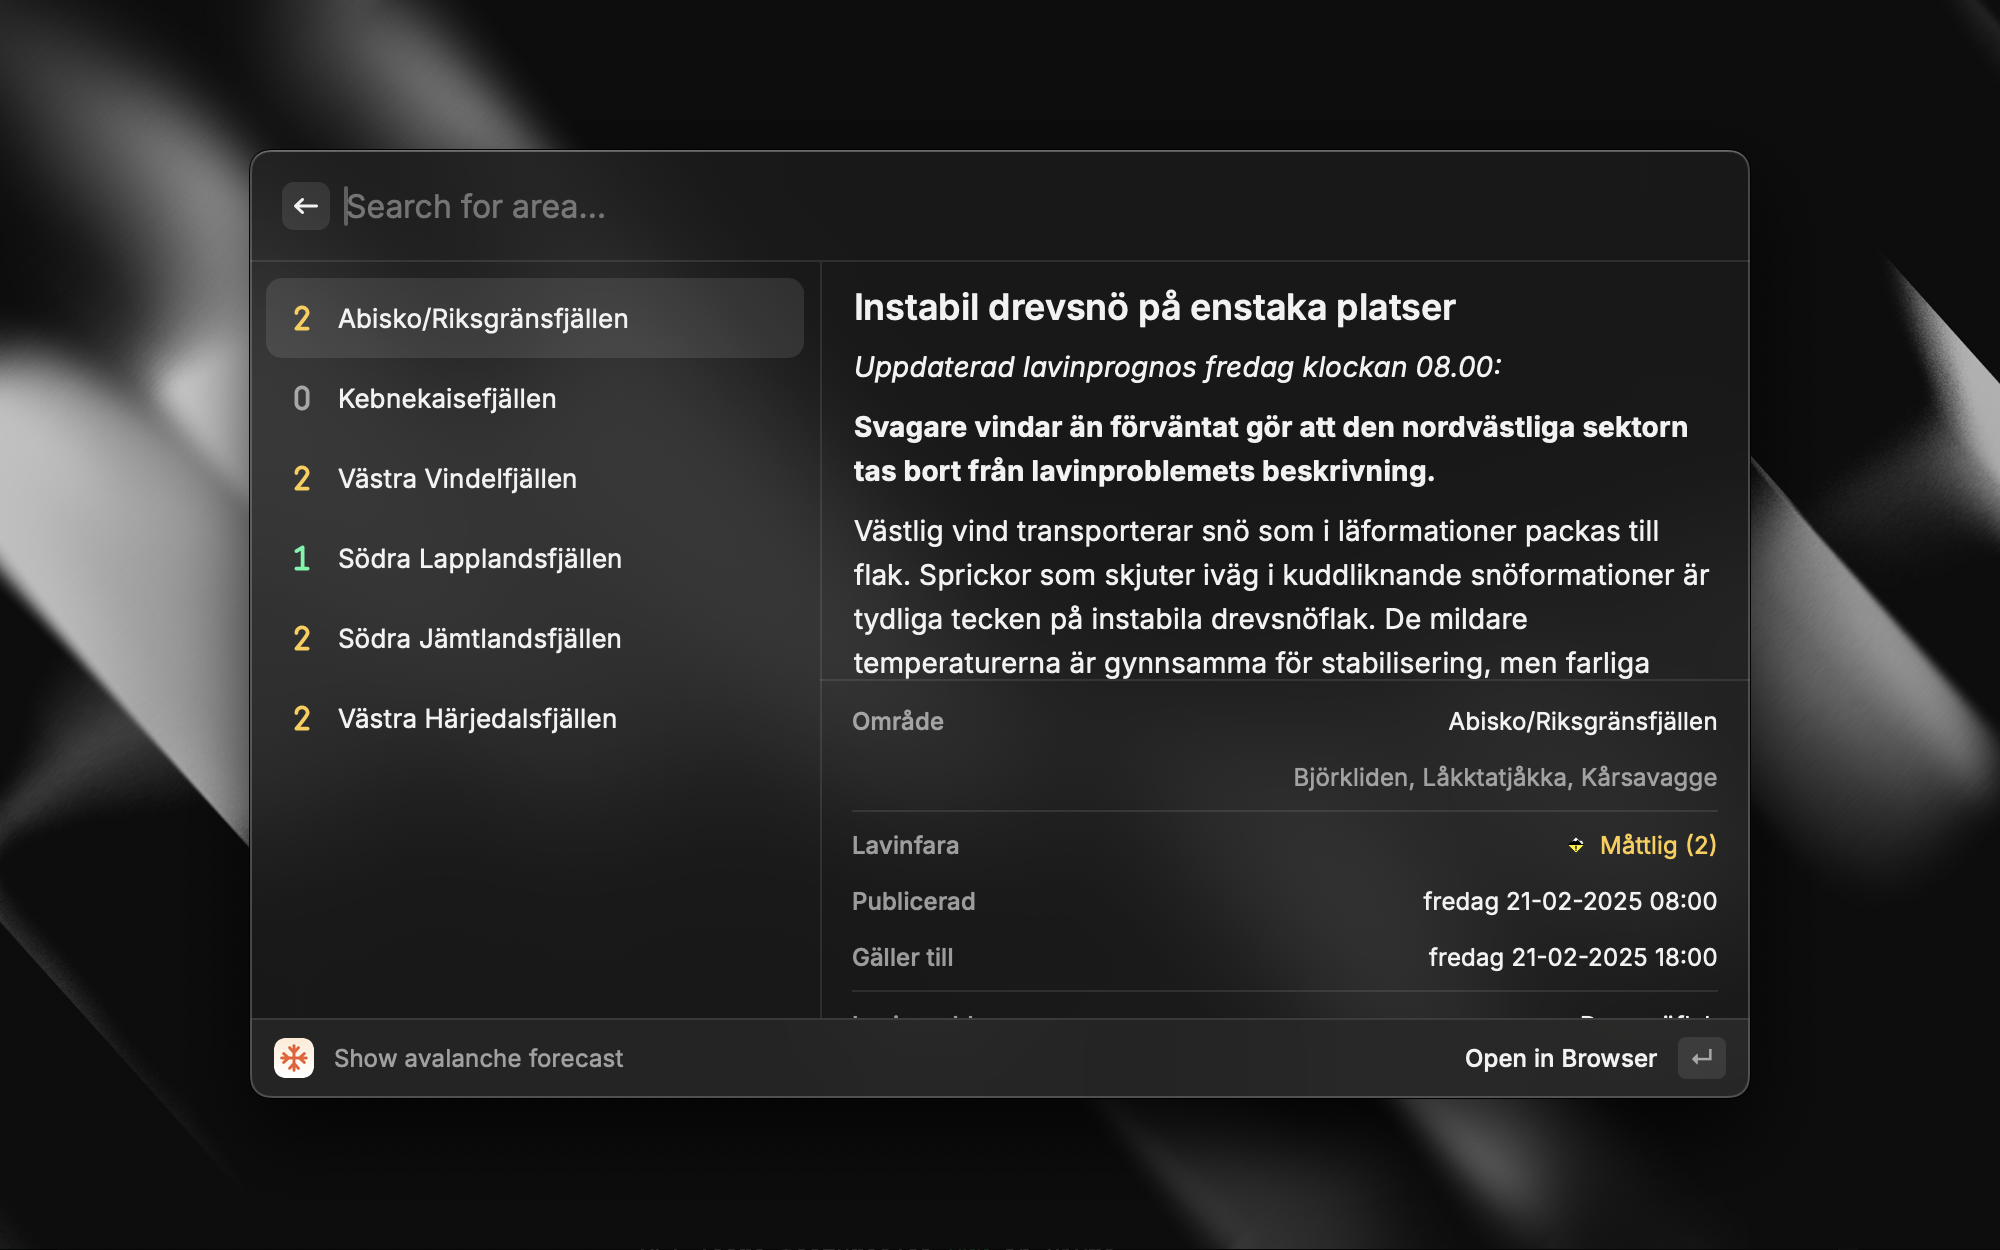 Search for area...
2 Abisko/Riksgränsfjällen
0 Kebnekaisefjällen
2 Västra Vindelfjällen
1 Södra Lapplandsfjällen
2 Södra Jämtlandsfjällen
2 Västra Härjedalsfjällen
Instabil drevsnö på enstaka platser
Uppdaterad lavinprognos fredag klockan 08.00:
Svagare vindar än förväntat gör att den nordvästliga sektorn
tas bort från lavinproblemets beskrivning.
Västlig vind transporterar snö som i läformationer packas till
flak. Sprickor som skjuter iväg i kuddliknande snöformationer är
tydliga tecken på instabila drevsnöflak. De mildare
temperaturerna är gynnsamma för stabilisering, men farliga
Område Abisko/Riksgränsfjällen
Björkliden, Låkktatjåkka, Kårsavagge
Lavinfara Måttlig (2)
Publicerad fredag 21-02-2025 08:00
Gäller till fredag 21-02-2025 18:00
Show avalanche forecast
Open in Browser